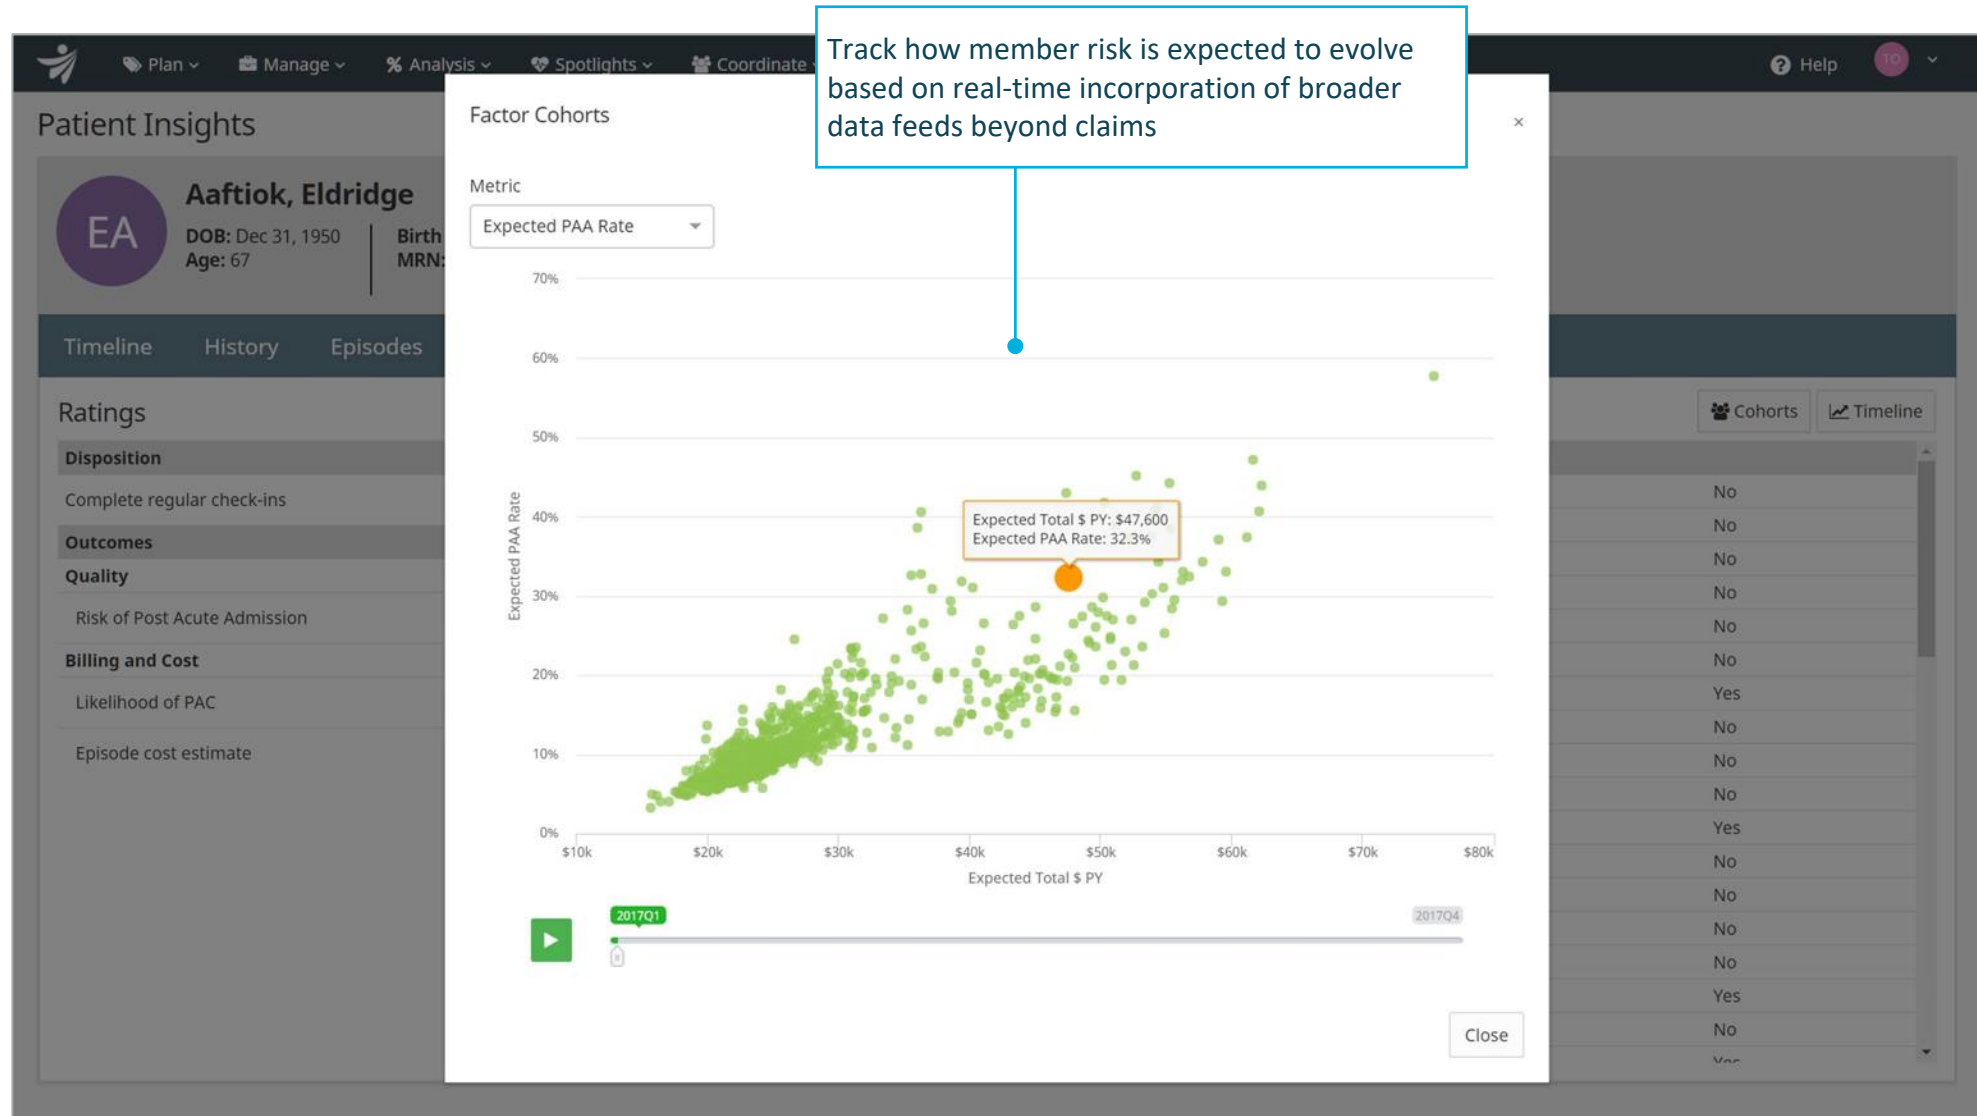 Track how member risk is expected to evolve
based on real-time incorporation of broader
data feeds beyond claims
Plan
Manage
Analysis
Spotlights
Coordinate
Help
TO
Patient Insights
EA
Aaftiok, Eldridge
DOB: Dec 31, 1950
Age: 67
Birth
MRN:
Timeline
History
Episodes
Ratings
Disposition
Complete regular check-ins
Outcomes
Quality
Risk of Post Acute Admission
Billing and Cost
Likelihood of PAC
Episode cost estimate
Factor Cohorts
×
Metric
Expected PAA Rate
70%
60%
50%
40%
30%
20%
10%
0%
Expected PAA Rate
Expected Total $ PY: $47,600
Expected PAA Rate: 32.3%
$10k
$20k
$30k
$40k
$50k
$60k
$70k
$80k
Expected Total $ PY
2017Q1
2017Q4
Close
Cohorts
Timeline
No
No
No
No
No
No
Yes
No
No
No
Yes
No
No
No
No
Yes
No
Yes